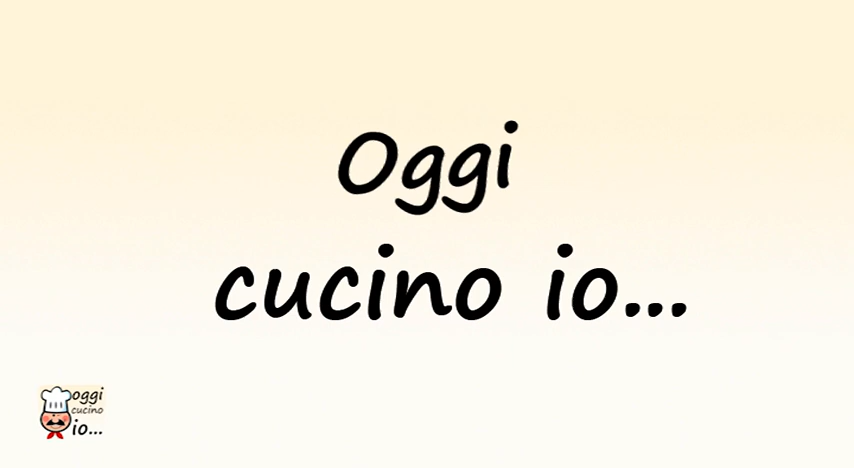 Oggi
cucino io...
oggi
cucino
io...